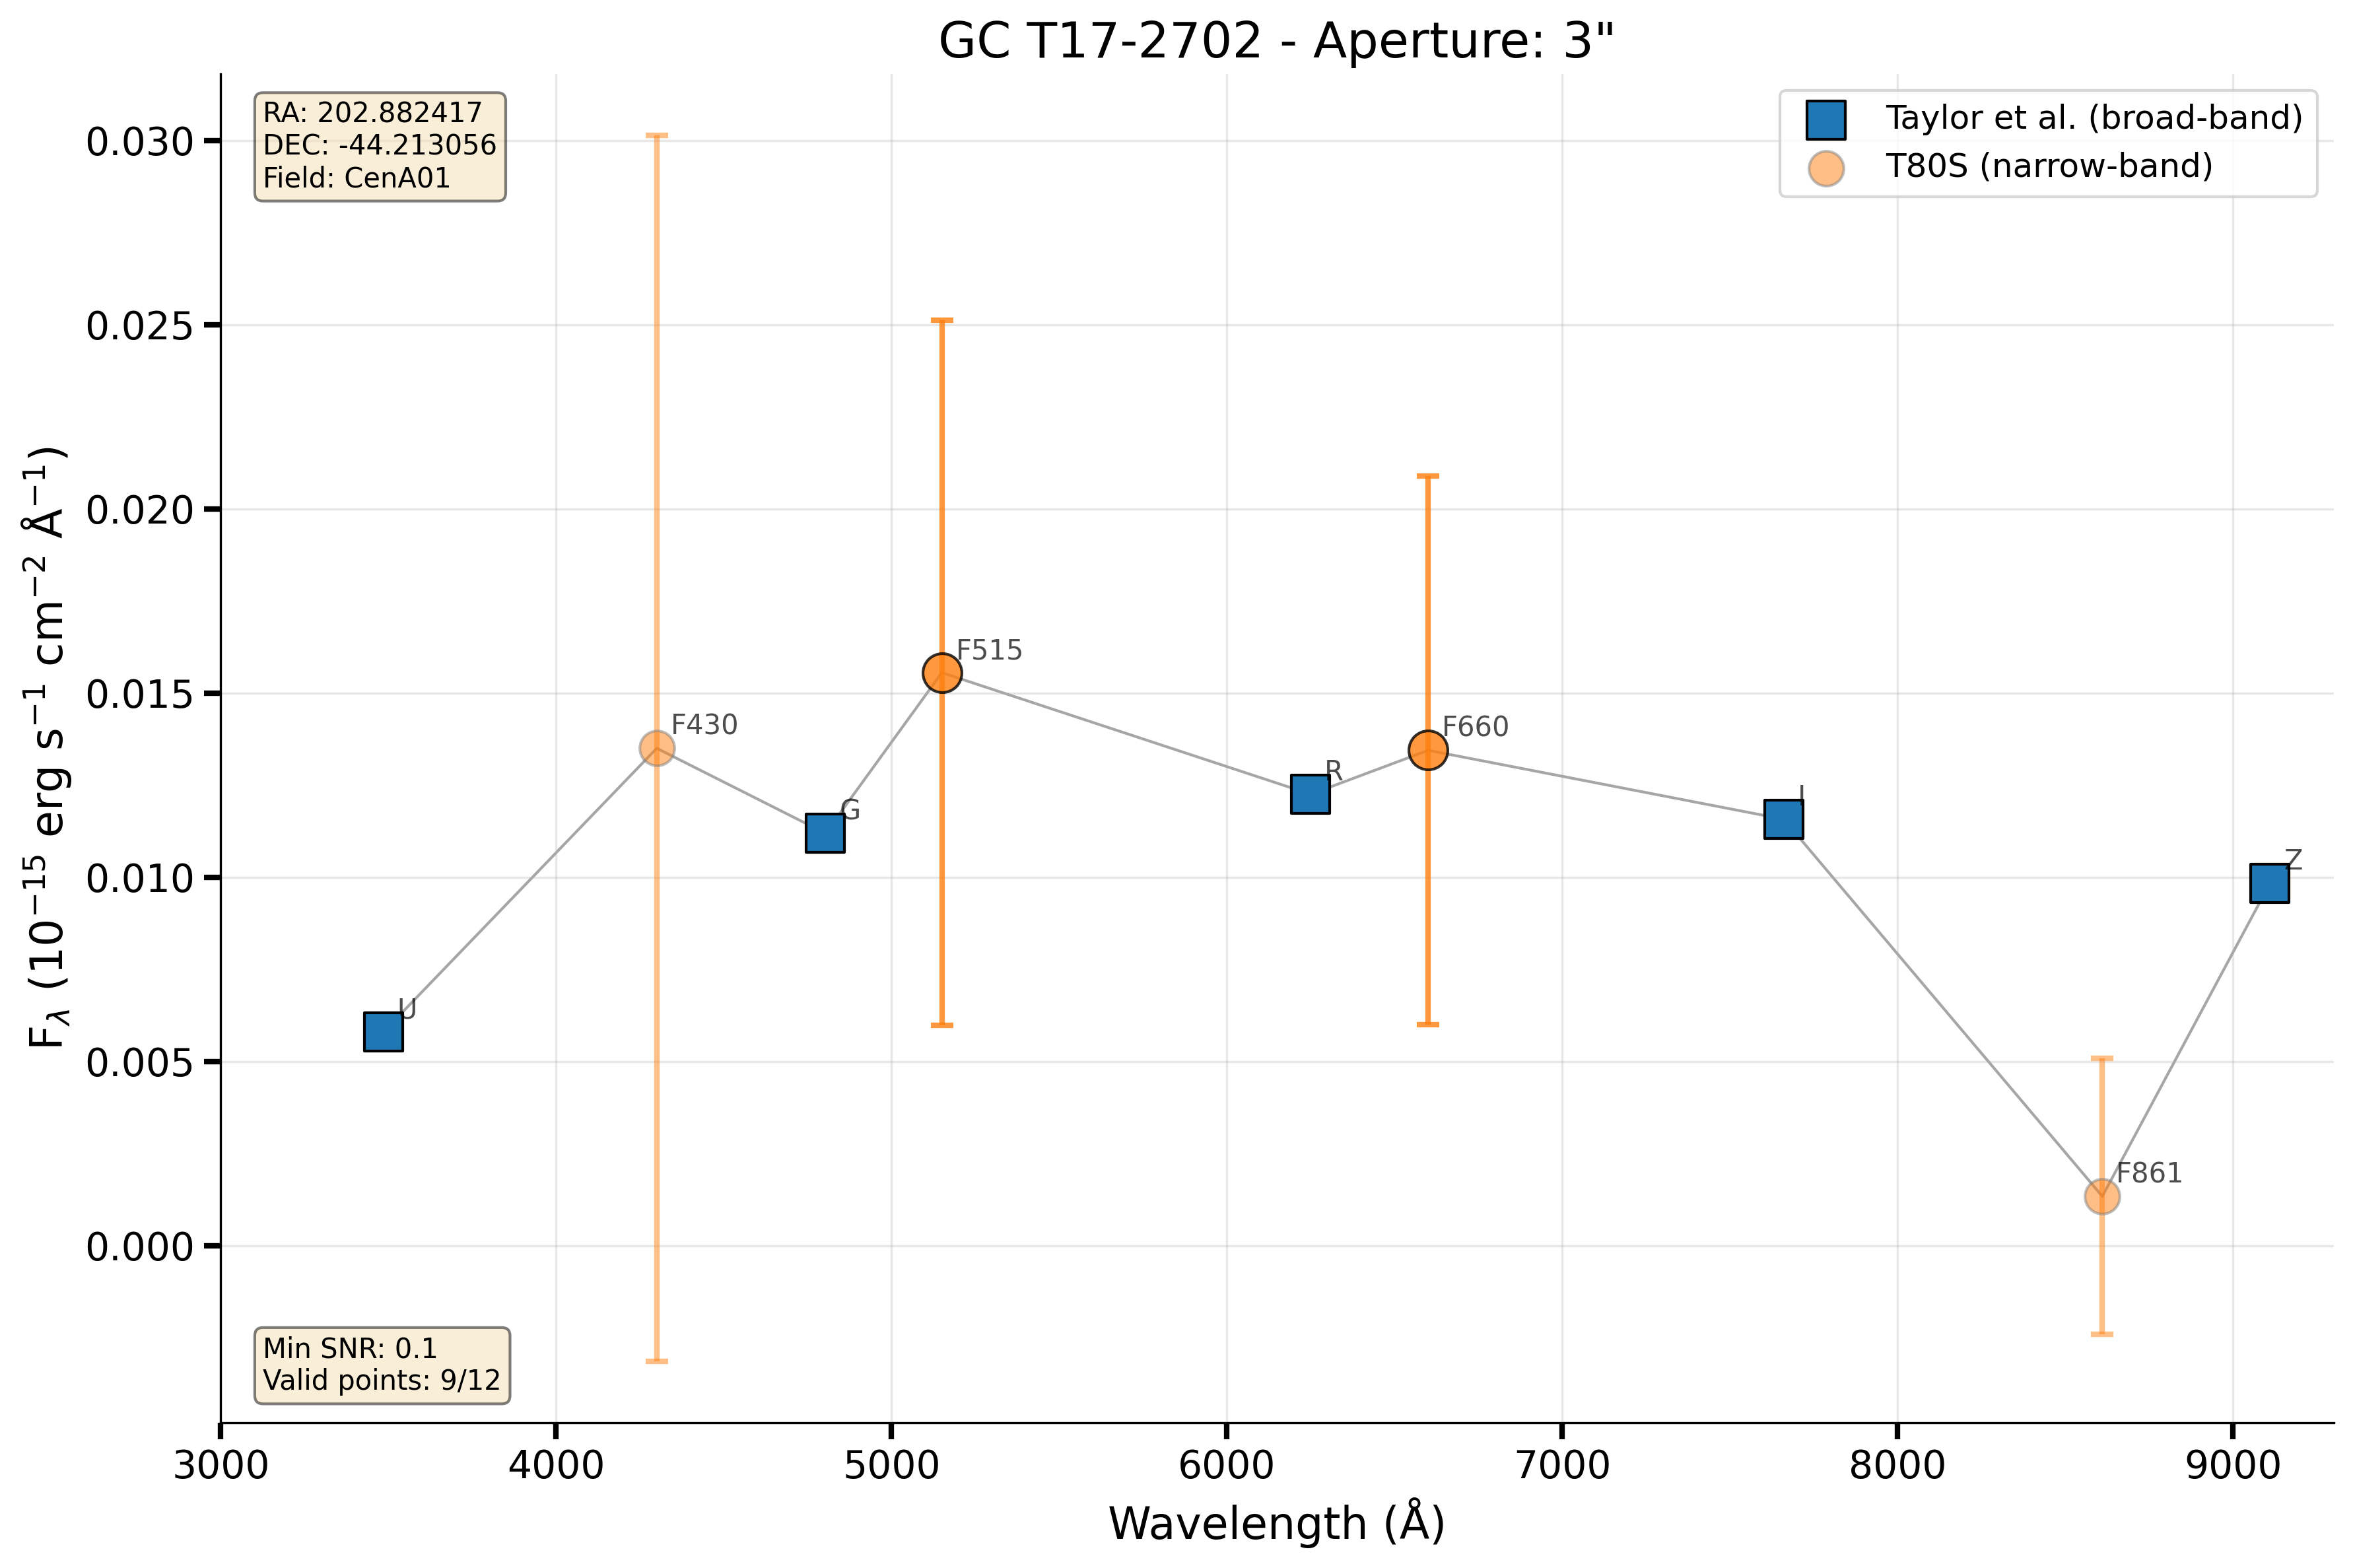 GC T17-2702 - Aperture: 3"
RA: 202.882417
DEC: -44.213056
Field: CenA01
Taylor et al. (broad-band)
T80S (narrow-band)
0.030
0.025
0.020
0.015
0.010
0.005
0.000
F_λ (10⁻¹⁵ erg s⁻¹ cm⁻² Å⁻¹)
U
F430
G
F515
R
F660
I
F861
Z
Min SNR: 0.1
Valid points: 9/12
3000 4000 5000 6000 7000 8000 9000
Wavelength (Å)